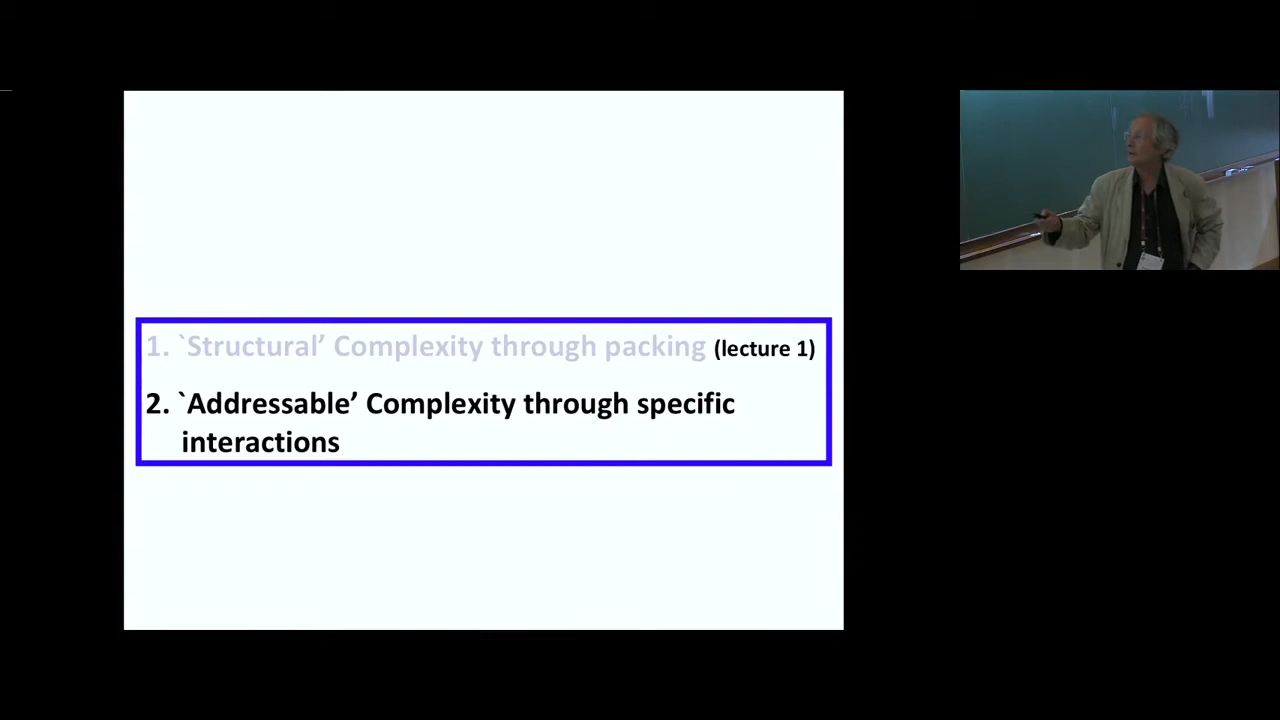 1. `Structural’ Complexity through packing (lecture 1)
2. `Addressable’ Complexity through specific
interactions